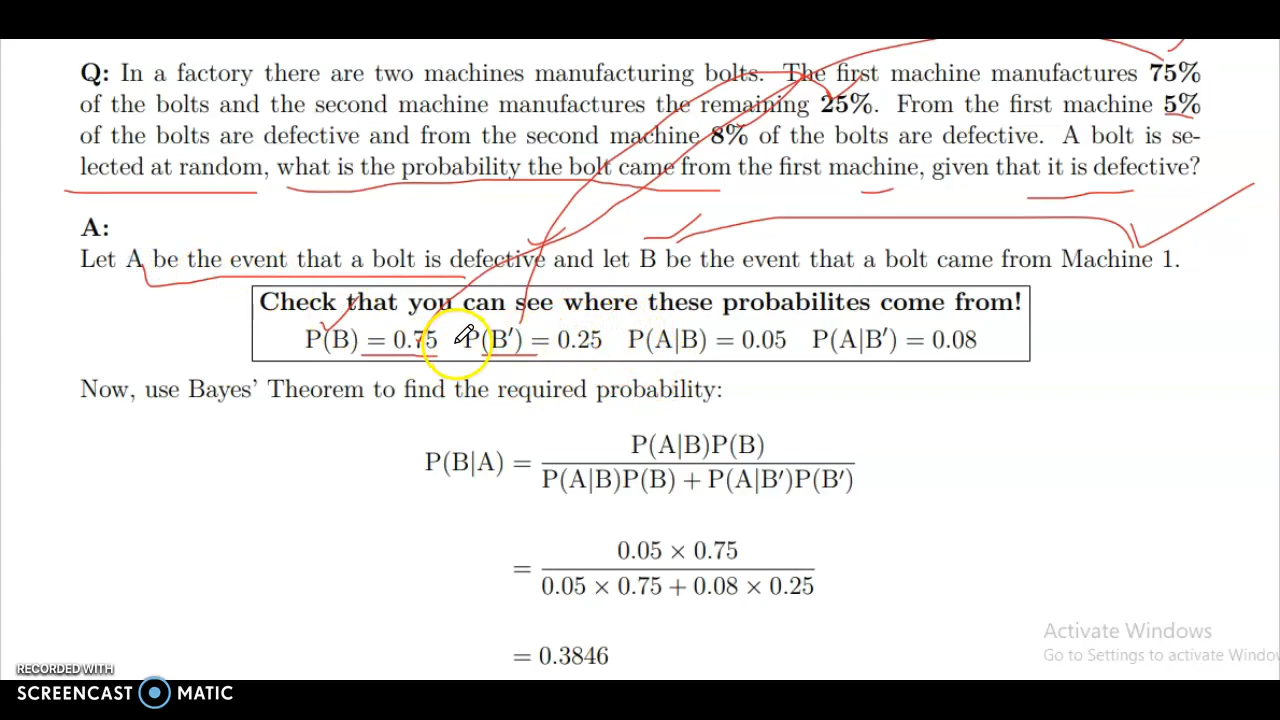 Q: In a factory there are two machines manufacturing bolts. The first machine manufactures 75%
of the bolts and the second machine manufactures the remaining 25%. From the first machine 5%
of the bolts are defective and from the second machine 8% of the bolts are defective. A bolt is se-
lected at random, what is the probability the bolt came from the first machine, given that it is defective?
A:
Let A be the event that a bolt is defective and let B be the event that a bolt came from Machine 1.
Check that you can see where these probabilites come from!
P(B) = 0.75 P(B′) = 0.25 P(A|B) = 0.05 P(A|B′) = 0.08
Now, use Bayes’ Theorem to find the required probability:
P(A|B)P(B)
P(B|A) =
P(A|B)P(B) + P(A|B′)P(B′)
0.05 × 0.75
=
0.05 × 0.75 + 0.08 × 0.25
= 0.3846
Activate Windows
Go to Settings to activate Windo
RECORDED WITH
SCREENCAST MATIC